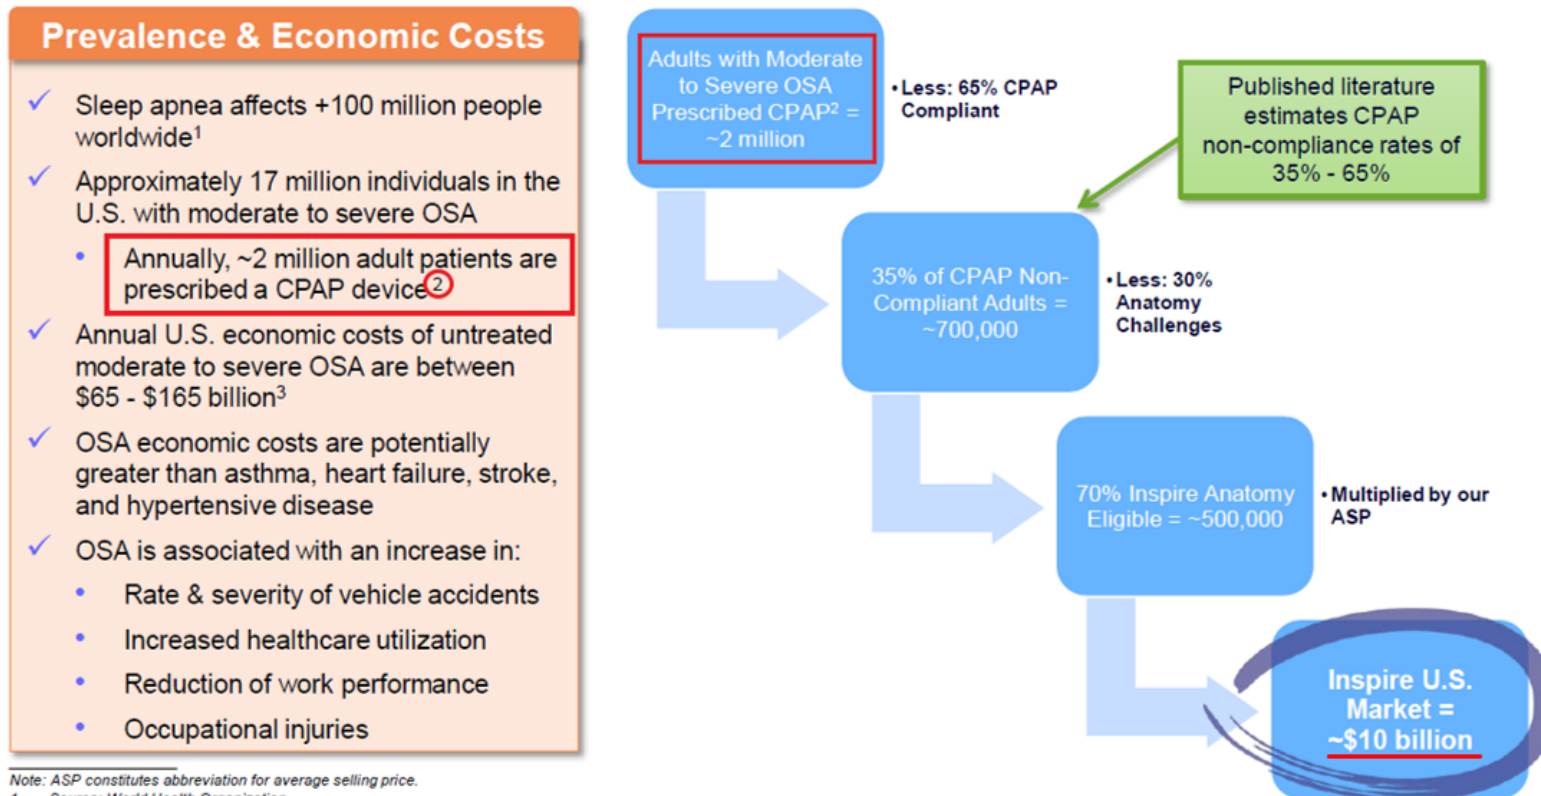 Prevalence & Economic Costs
✓ Sleep apnea affects +100 million people
worldwide1
✓ Approximately 17 million individuals in the
U.S. with moderate to severe OSA
• Annually, ~2 million adult patients are
prescribed a CPAP device2
✓ Annual U.S. economic costs of untreated
moderate to severe OSA are between
$65 - $165 billion3
✓ OSA economic costs are potentially
greater than asthma, heart failure, stroke,
and hypertensive disease
✓ OSA is associated with an increase in:
• Rate & severity of vehicle accidents
• Increased healthcare utilization
• Reduction of work performance
• Occupational injuries
Note: ASP constitutes abbreviation for average selling price.
Adults with Moderate
to Severe OSA
Prescribed CPAP2 =
~2 million
• Less: 65% CPAP
Compliant
Published literature
estimates CPAP
non-compliance rates of
35% - 65%
35% of CPAP Non-
Compliant Adults =
~700,000
• Less: 30%
Anatomy
Challenges
70% Inspire Anatomy
Eligible = ~500,000
• Multiplied by our
ASP
Inspire U.S.
Market =
~$10 billion